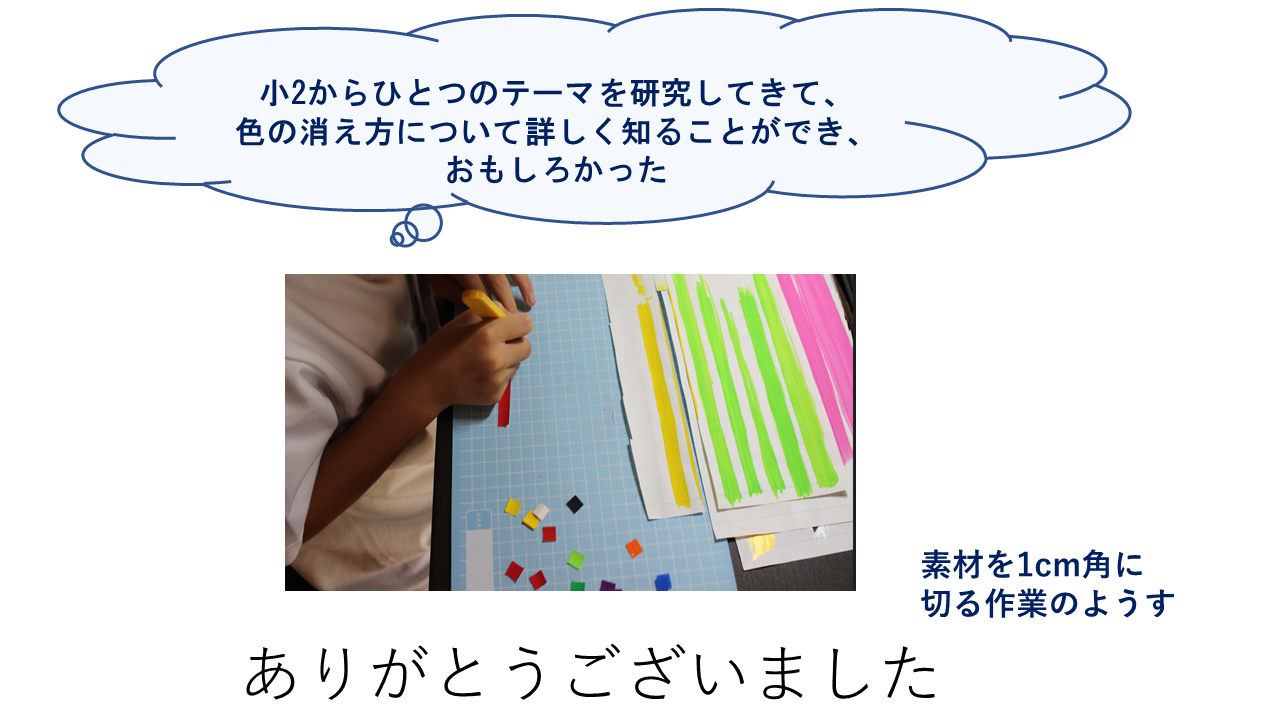 小2からひとつのテーマを研究してきて、
色の消え方について詳しく知ることができ、
おもしろかった
素材を1cm角に
切る作業のようす
ありがとうございました